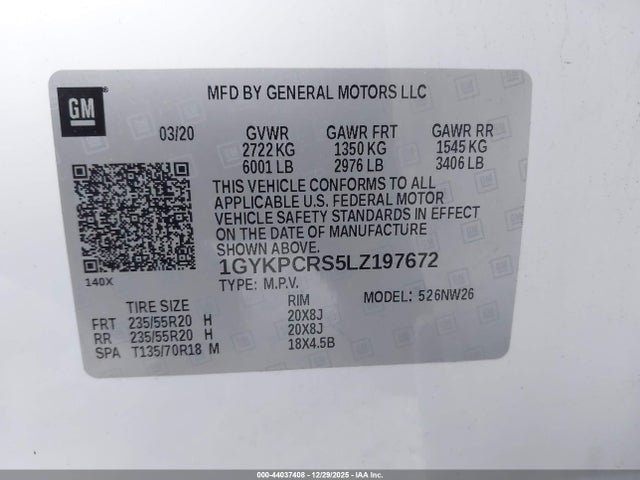 GM
MFD BY GENERAL MOTORS LLC
03/20 GVWR GAWR FRT GAWR RR
2722 KG 1350 KG 1545 KG
6001 LB 2976 LB 3406 LB
THIS VEHICLE CONFORMS TO ALL
APPLICABLE U.S. FEDERAL MOTOR
VEHICLE SAFETY STANDARDS IN EFFECT
ON THE DATE OF MANUFACTURE
SHOWN ABOVE.
140X
1GYKPCRS5LZ197672
TYPE: M.P.V. MODEL: 526NW26
TIRE SIZE RIM
FRT 235/55R20 H 20X8J
RR 235/55R20 H 20X8J
SPA T135/70R18 M 18X4.5B
000-44037408 - 12/29/2025 - IAA Inc.